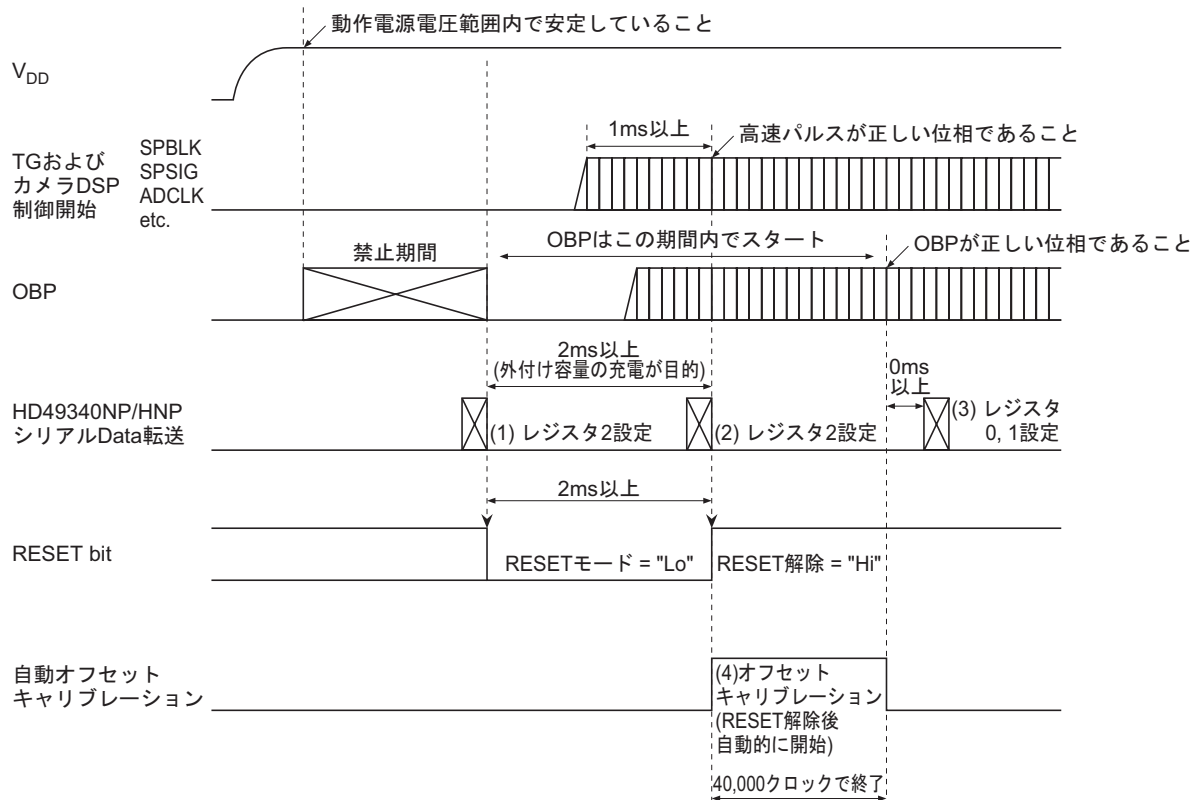 動作電源電圧範囲内で安定していること
VDD
1ms以上
高速パルスが正しい位相であること
TGおよび
カメラDSP
制御開始
SPBLK
SPSIG
ADCLK
etc.
禁止期間
OBPはこの期間内でスタート
OBPが正しい位相であること
OBP
2ms以上
(外付け容量の充電が目的)
0ms
以上
HD49340NP/HNP
シリアルData転送
(1) レジスタ2設定
(2) レジスタ2設定
(3) レジスタ
0, 1設定
2ms以上
RESET bit
RESETモード = "Lo"
RESET解除 = "Hi"
自動オフセット
キャリブレーション
(4)オフセット
キャリブレーション
(RESET解除後
自動的に開始)
40,000クロックで終了